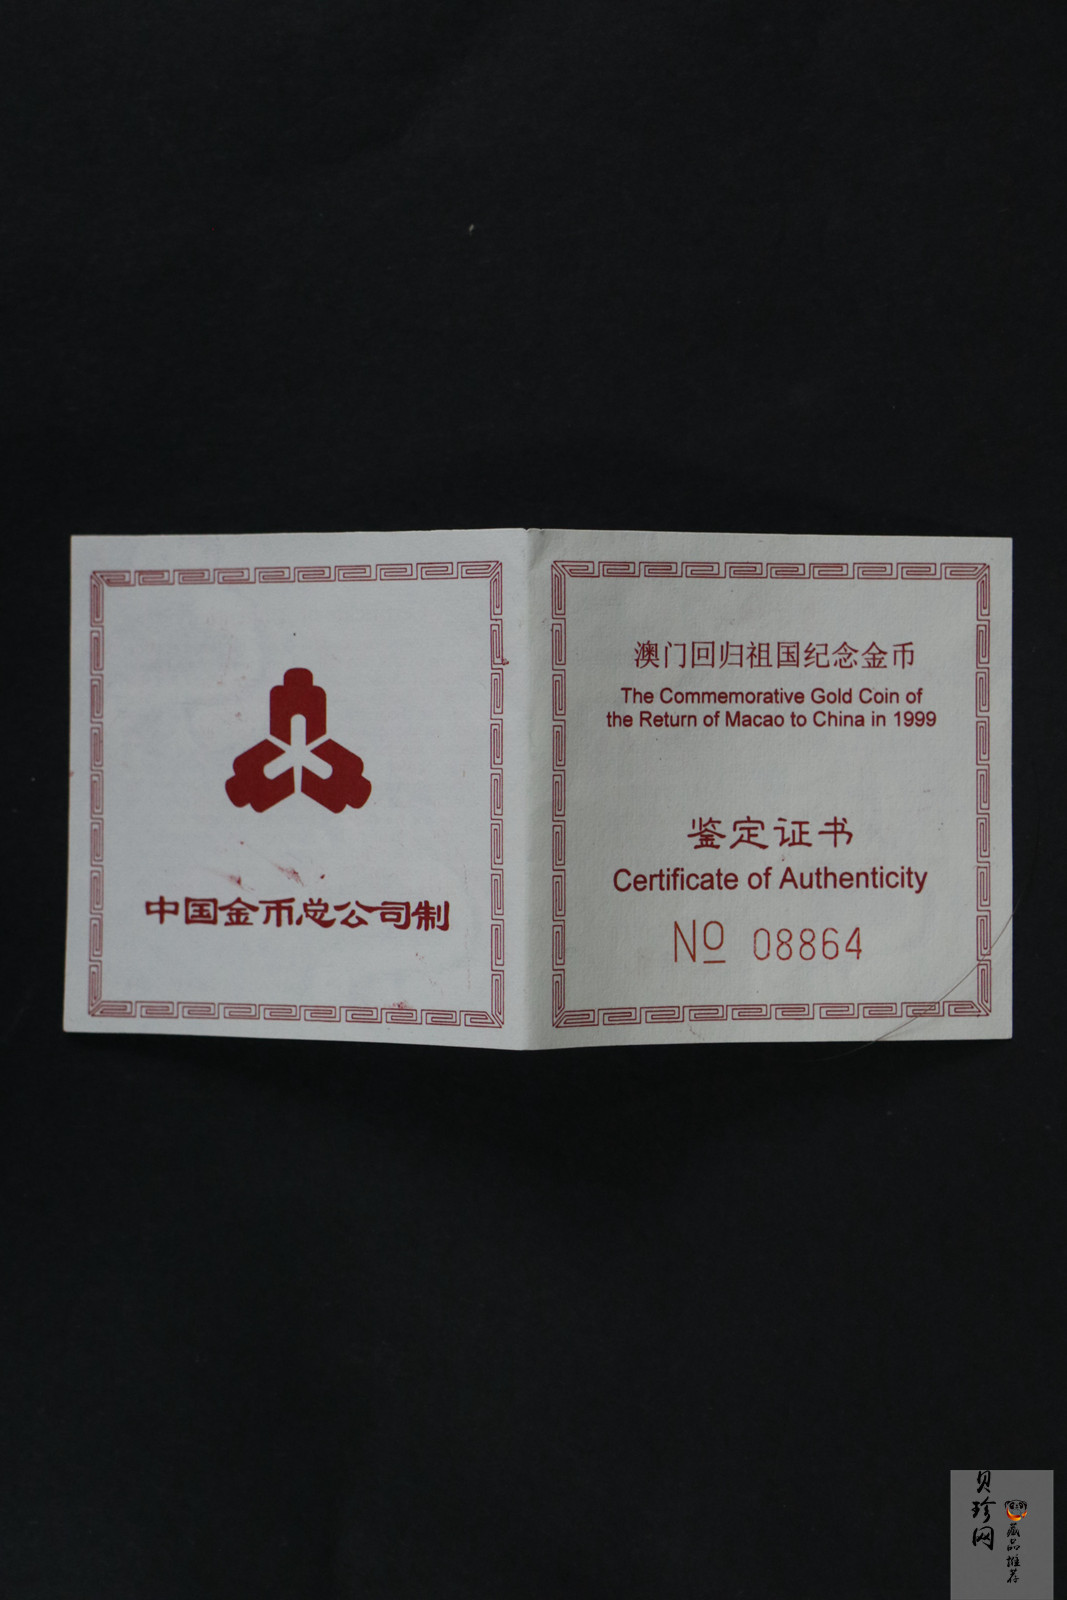 中国金币总公司制
澳门回归祖国纪念金币
The Commemorative Gold Coin of
the Return of Macao to China in 1999
鉴定证书
Certificate of Authenticity
Nº 08864
贝珍网
藏品推荐